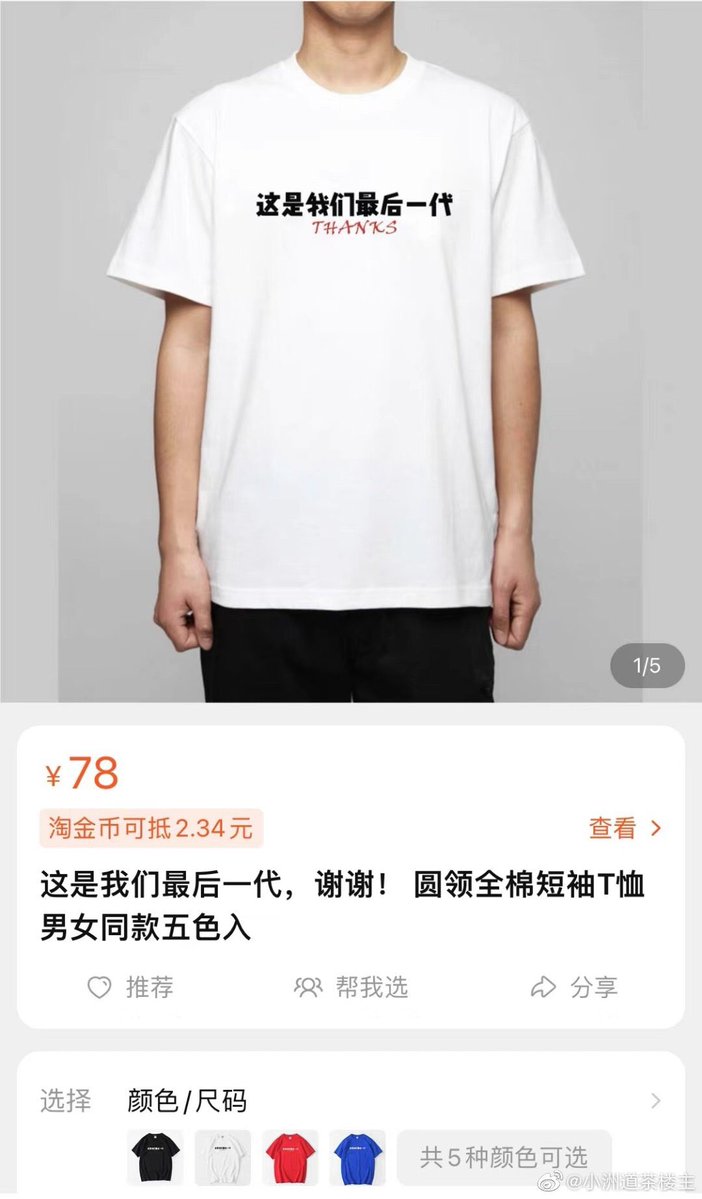 这是我们最后一代
THANKS
1/5
¥78
淘金币可抵2.34元
查看
这是我们最后一代，谢谢！ 圆领全棉短袖T恤
男女同款五色入
推荐
帮我选
分享
选择
颜色/尺码
共5种颜色可选
@小洲道茶楼主